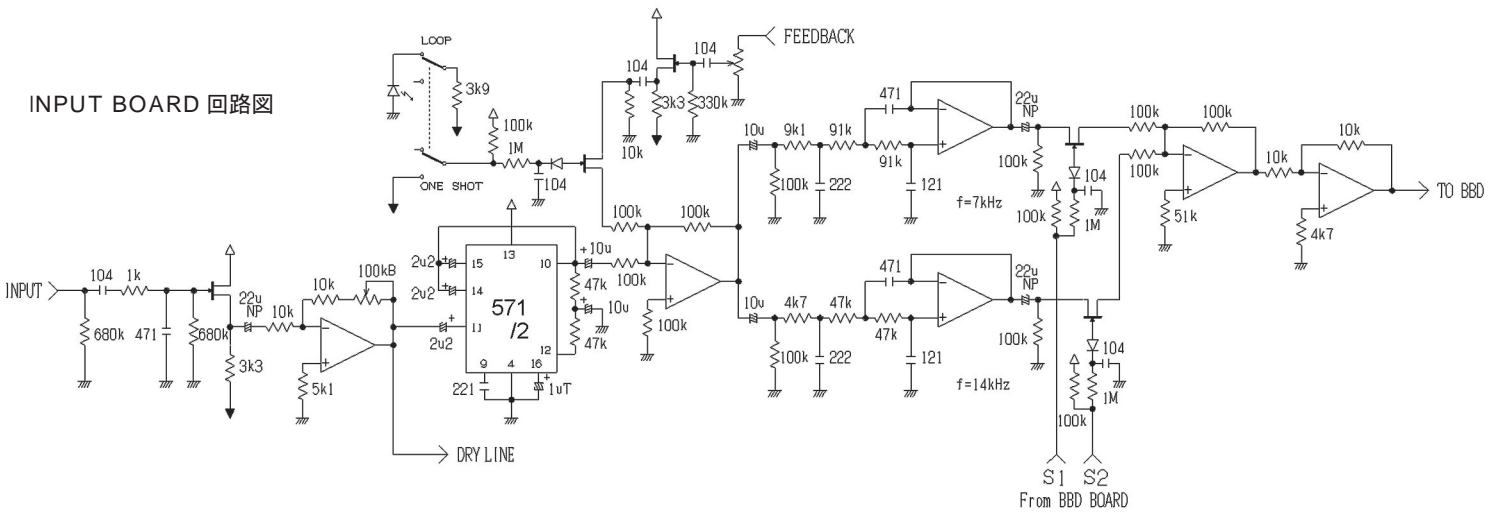 INPUT BOARD 回路図
LOOP
ONE SHOT
3k9
100k
1M
104
104
3k3
330k
104
10k
FEEDBACK
INPUT
104
1k
680k
471
680k
22u
NP
3k3
10k
10k
100kB
5k1
DRY LINE
2u2
2u2
2u2
+
+
+
15
14
11
13
10
12
9
4
16
571
/2
221
1uT
+
+
10u
47k
+
10u
47k
100k
100k
100k
100k
10u
9k1
91k
471
91k
100k
222
121
f=7kHz
22u
NP
100k
10u
4k7
47k
471
47k
100k
222
121
f=14kHz
22u
NP
100k
104
100k
1M
104
100k
1M
S1 S2
From BBD BOARD
100k
100k
100k
51k
10k
10k
4k7
TO BBD